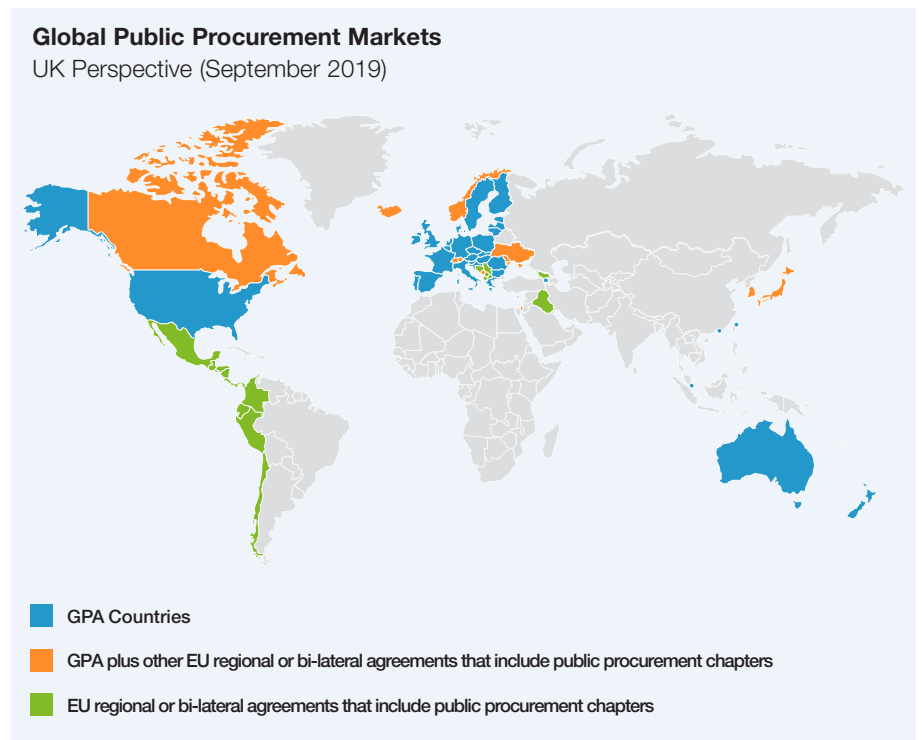 Global Public Procurement Markets
UK Perspective (September 2019)
GPA Countries
GPA plus other EU regional or bi-lateral agreements that include public procurement chapters
EU regional or bi-lateral agreements that include public procurement chapters